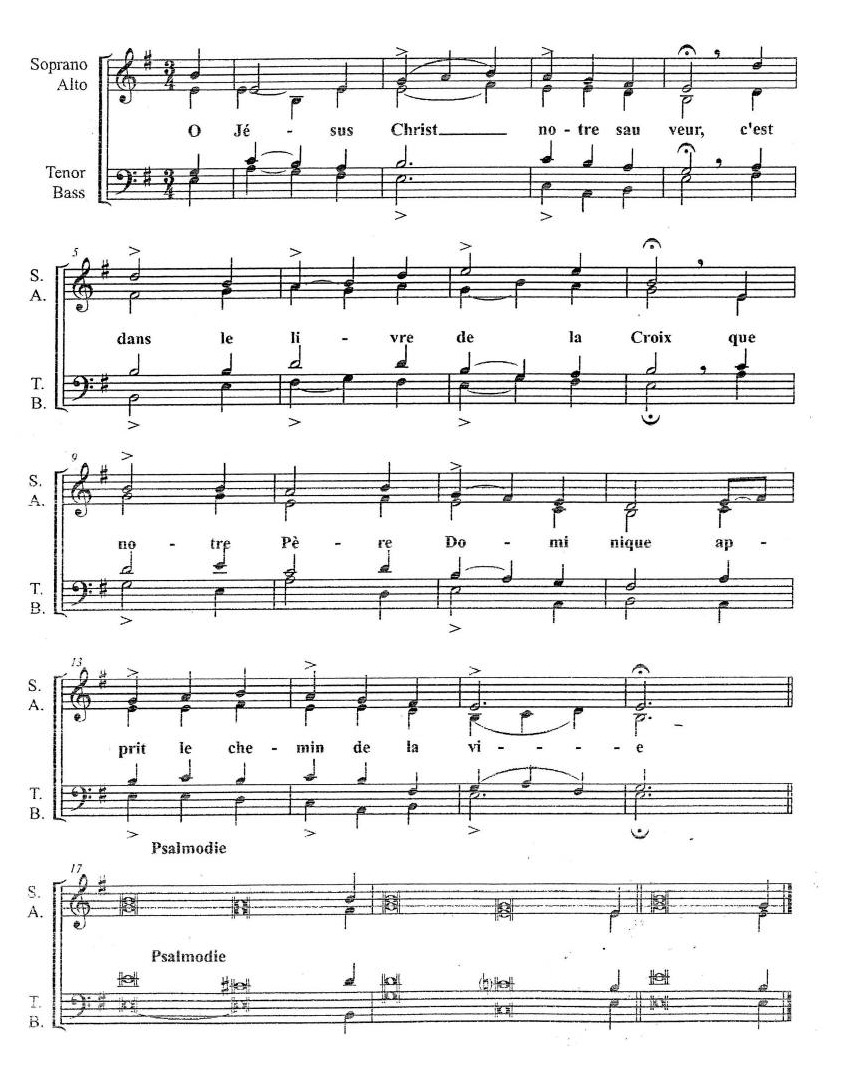 Soprano
Alto
O Jé - sus Christ no - tre sau veur, c'est
Tenor
Bass
5
S.
A.
dans le li - vre de la Croix que
T.
B.
9
S.
A.
no - tre Pè - re Do - mi nique ap -
T.
B.
13
S.
A.
prit le che - min de la vi - - - e
T.
B.
Psalmodie
17
S.
A.
Psalmodie
T.
B.